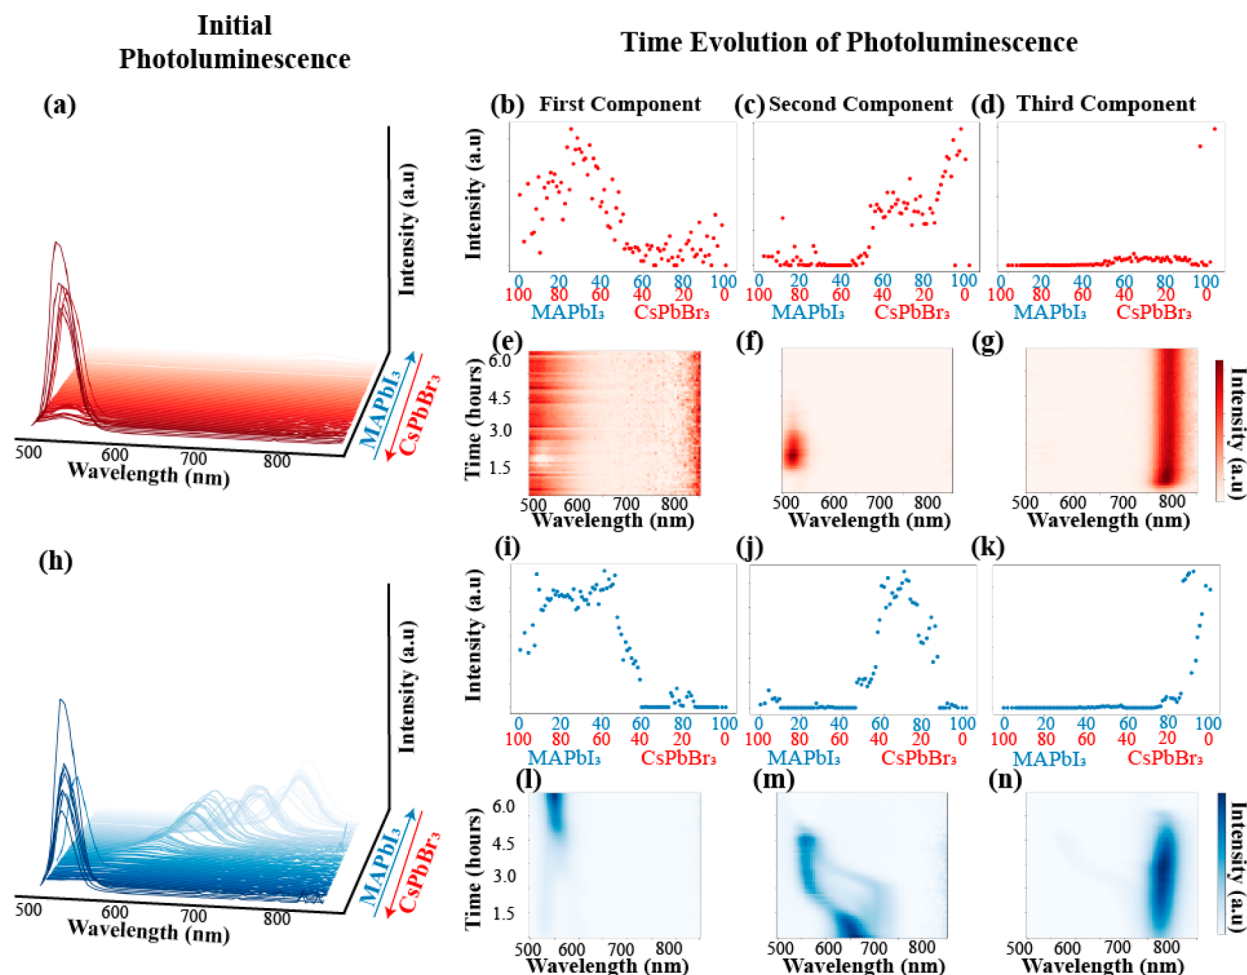 Initial
Photoluminescence
Time Evolution of Photoluminescence
(a)
Intensity (a.u)
500 600 700 800
Wavelength (nm)
MAPbI₃
CsPbBr₃
(b) First Component
(c) Second Component
(d) Third Component
Intensity (a.u)
0 20 40 60 80 100
100 80 60 40 20 0
MAPbI₃ CsPbBr₃
0 20 40 60 80 100
100 80 60 40 20 0
MAPbI₃ CsPbBr₃
0 20 40 60 80 100
100 80 60 40 20 0
MAPbI₃ CsPbBr₃
(e)
(f)
(g)
Time (hours)
6.0
4.5
3.0
1.5
500 600 700 800
Wavelength (nm)
500 600 700 800
Wavelength (nm)
500 600 700 800
Wavelength (nm)
Intensity (a.u)
(h)
Intensity (a.u)
500 600 700 800
Wavelength (nm)
MAPbI₃
CsPbBr₃
(i)
(j)
(k)
Intensity (a.u)
0 20 40 60 80 100
100 80 60 40 20 0
MAPbI₃ CsPbBr₃
0 20 40 60 80 100
100 80 60 40 20 0
MAPbI₃ CsPbBr₃
0 20 40 60 80 100
100 80 60 40 20 0
MAPbI₃ CsPbBr₃
(l)
(m)
(n)
Time (hours)
6.0
4.5
3.0
1.5
500 600 700 800
Wavelength (nm)
500 600 700 800
Wavelength (nm)
500 600 700 800
Wavelength (nm)
Intensity (a.u)